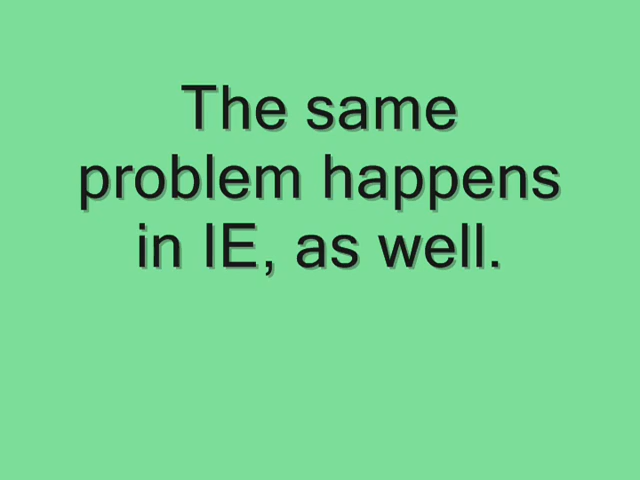 The same
problem happens
in IE, as well.